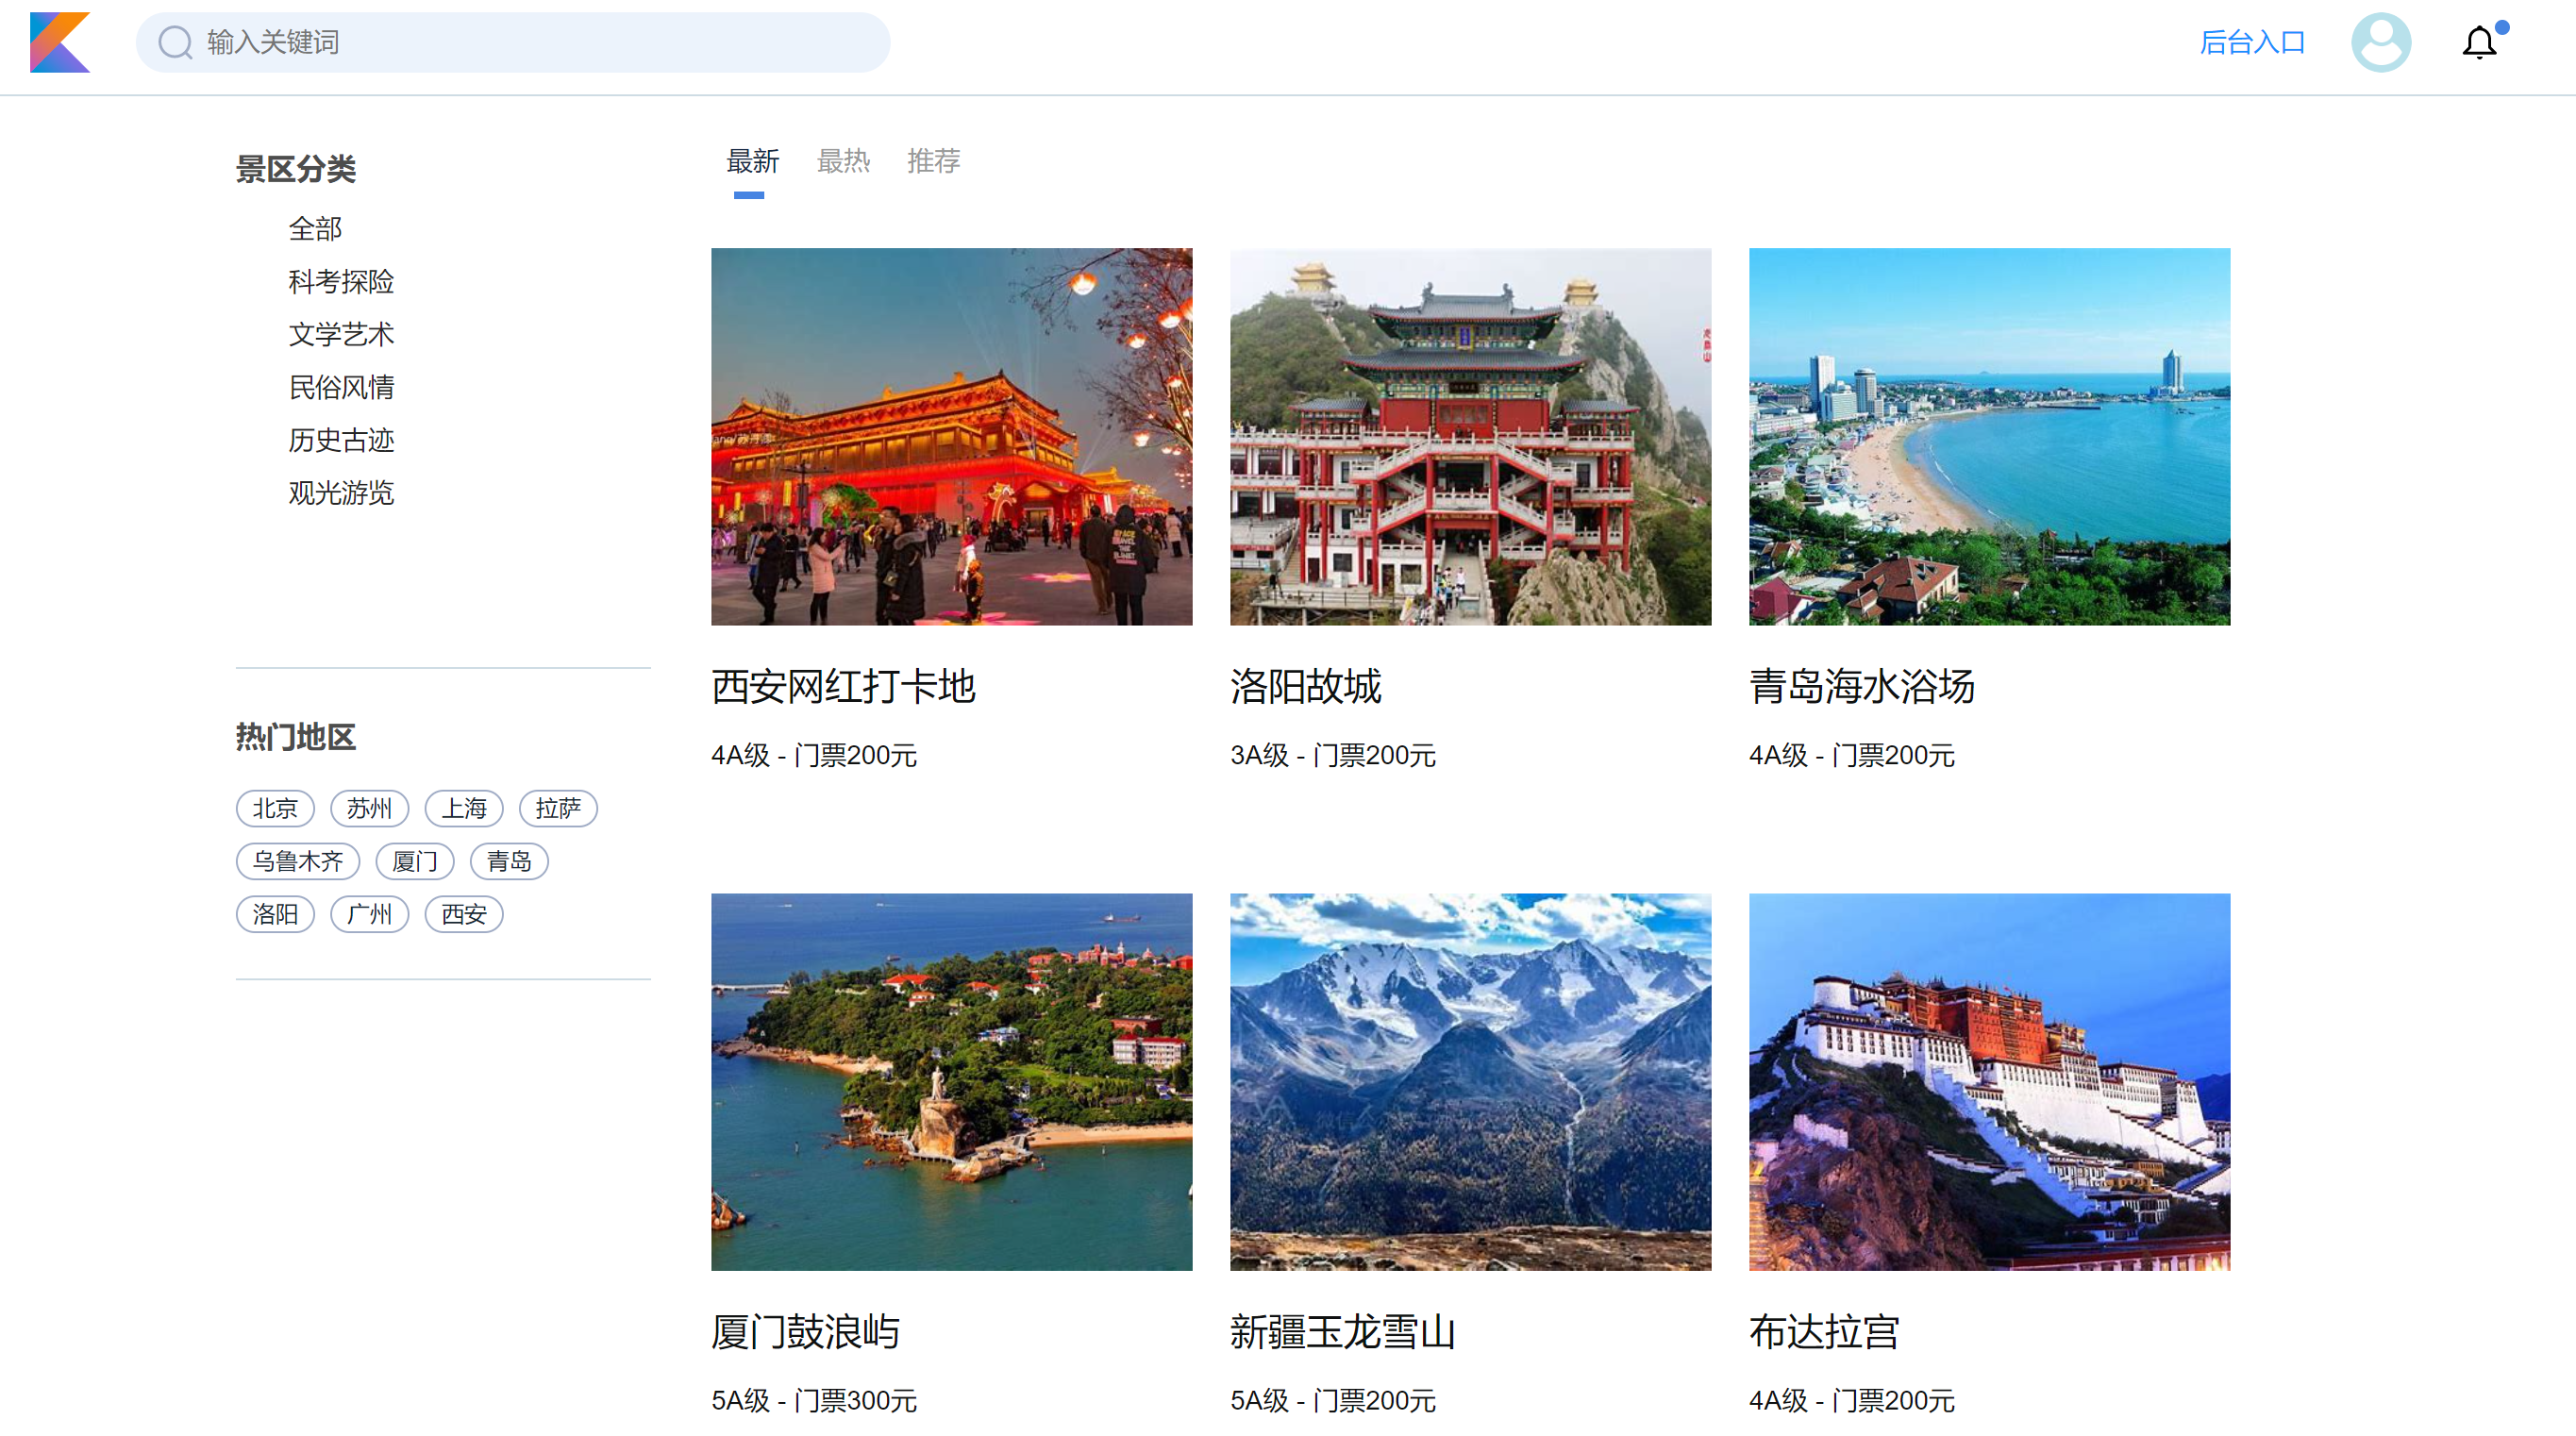 输入关键词
后台入口
景区分类
全部
科考探险
文学艺术
民俗风情
历史古迹
观光游览
热门地区
北京 苏州 上海 拉萨
乌鲁木齐 厦门 青岛
洛阳 广州 西安
最新 最热 推荐
西安网红打卡地
4A级 - 门票200元
洛阳故城
3A级 - 门票200元
青岛海水浴场
4A级 - 门票200元
厦门鼓浪屿
5A级 - 门票300元
新疆玉龙雪山
5A级 - 门票200元
布达拉宫
4A级 - 门票200元